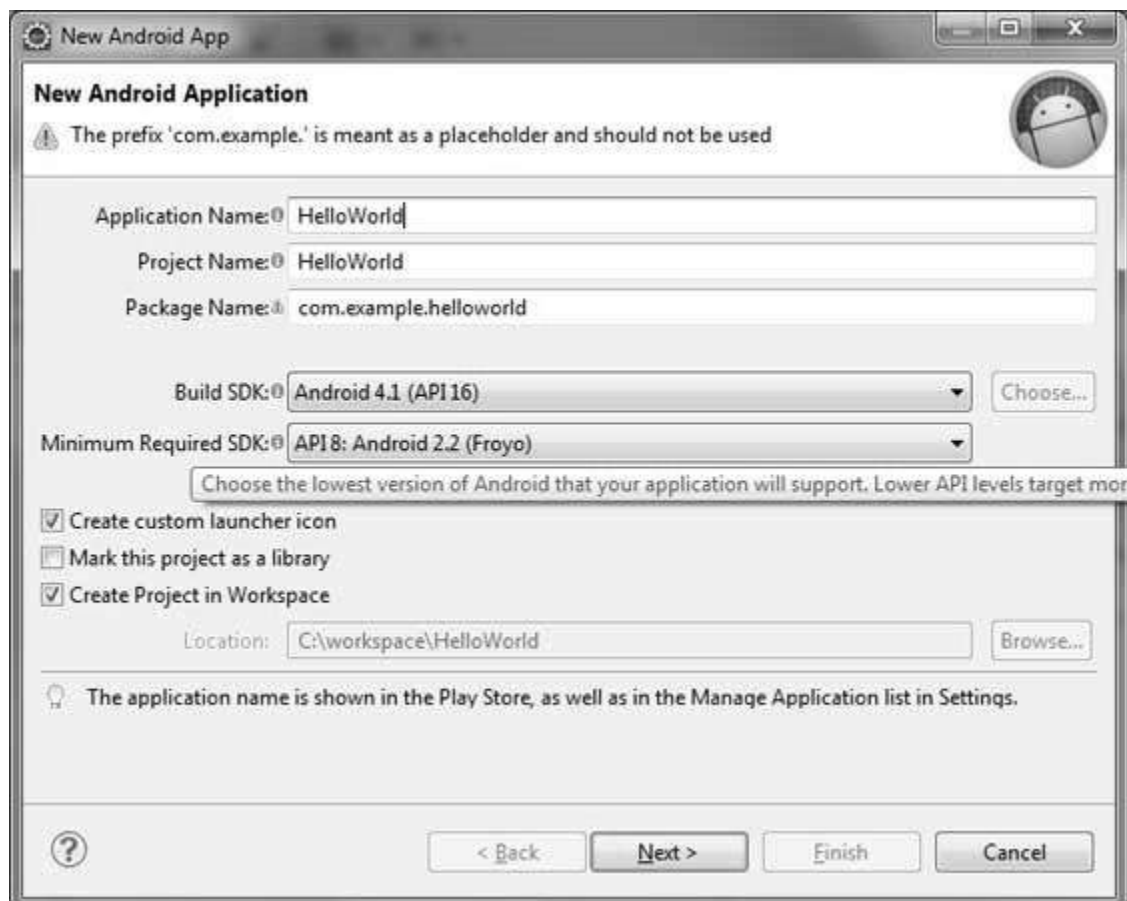 New Android App
New Android Application
The prefix 'com.example.' is meant as a placeholder and should not be used
Application Name: HelloWorld
Project Name: HelloWorld
Package Name: com.example.helloworld
Build SDK: Android 4.1 (API 16) Choose...
Minimum Required SDK: API 8: Android 2.2 (Froyo)
Choose the lowest version of Android that your application will support. Lower API levels target mor
Create custom launcher icon
Mark this project as a library
Create Project in Workspace
Location: C:\workspace\HelloWorld Browse...
The application name is shown in the Play Store, as well as in the Manage Application list in Settings.
? < Back Next > Finish Cancel